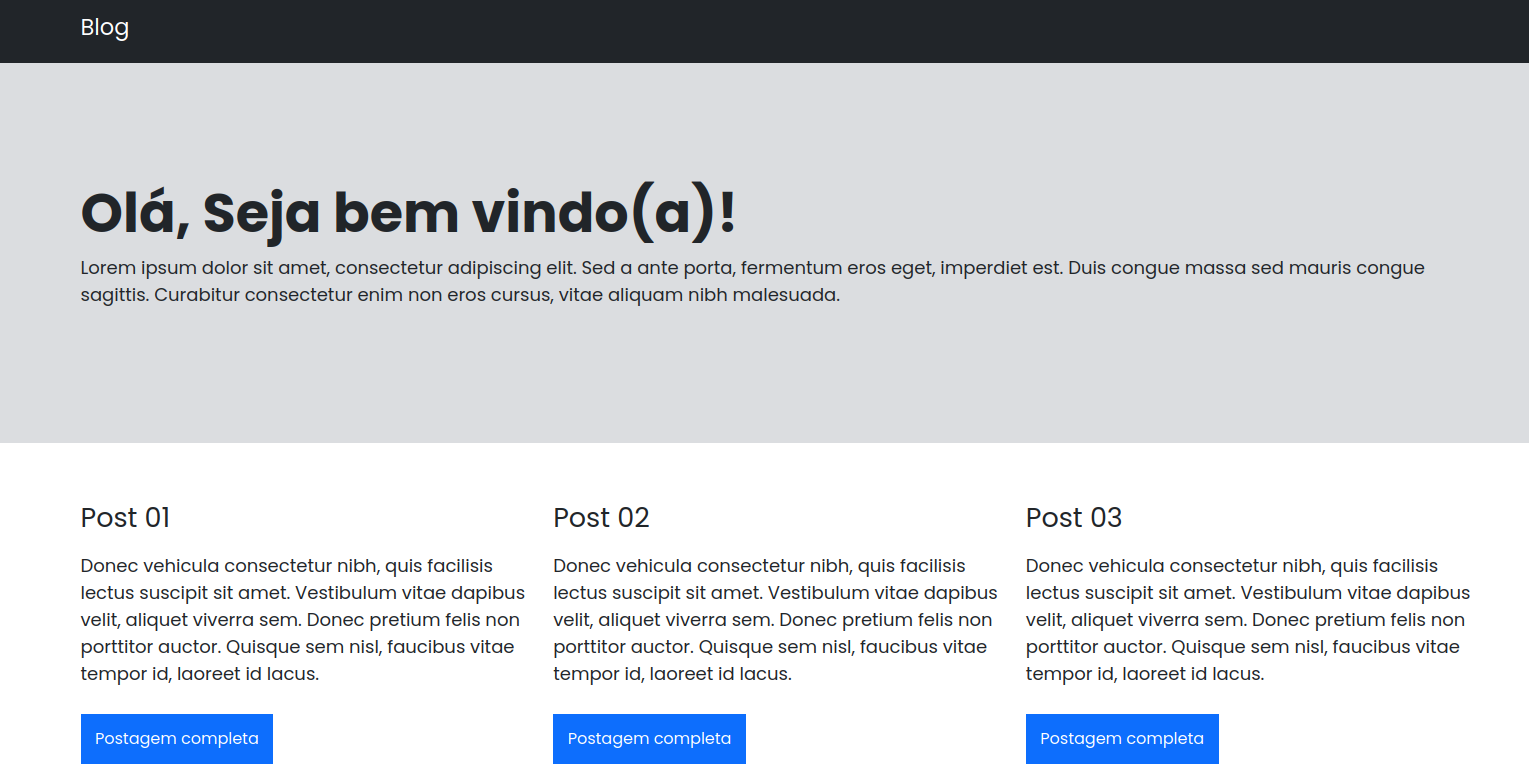 Blog
Olá, Seja bem vindo(a)!
Lorem ipsum dolor sit amet, consectetur adipiscing elit. Sed a ante porta, fermentum eros eget, imperdiet est. Duis congue massa sed mauris congue
sagittis. Curabitur consectetur enim non eros cursus, vitae aliquam nibh malesuada.
Post 01
Donec vehicula consectetur nibh, quis facilisis
lectus suscipit sit amet. Vestibulum vitae dapibus
velit, aliquet viverra sem. Donec pretium felis non
porttitor auctor. Quisque sem nisl, faucibus vitae
tempor id, laoreet id lacus.
Postagem completa
Post 02
Donec vehicula consectetur nibh, quis facilisis
lectus suscipit sit amet. Vestibulum vitae dapibus
velit, aliquet viverra sem. Donec pretium felis non
porttitor auctor. Quisque sem nisl, faucibus vitae
tempor id, laoreet id lacus.
Postagem completa
Post 03
Donec vehicula consectetur nibh, quis facilisis
lectus suscipit sit amet. Vestibulum vitae dapibus
velit, aliquet viverra sem. Donec pretium felis non
porttitor auctor. Quisque sem nisl, faucibus vitae
tempor id, laoreet id lacus.
Postagem completa